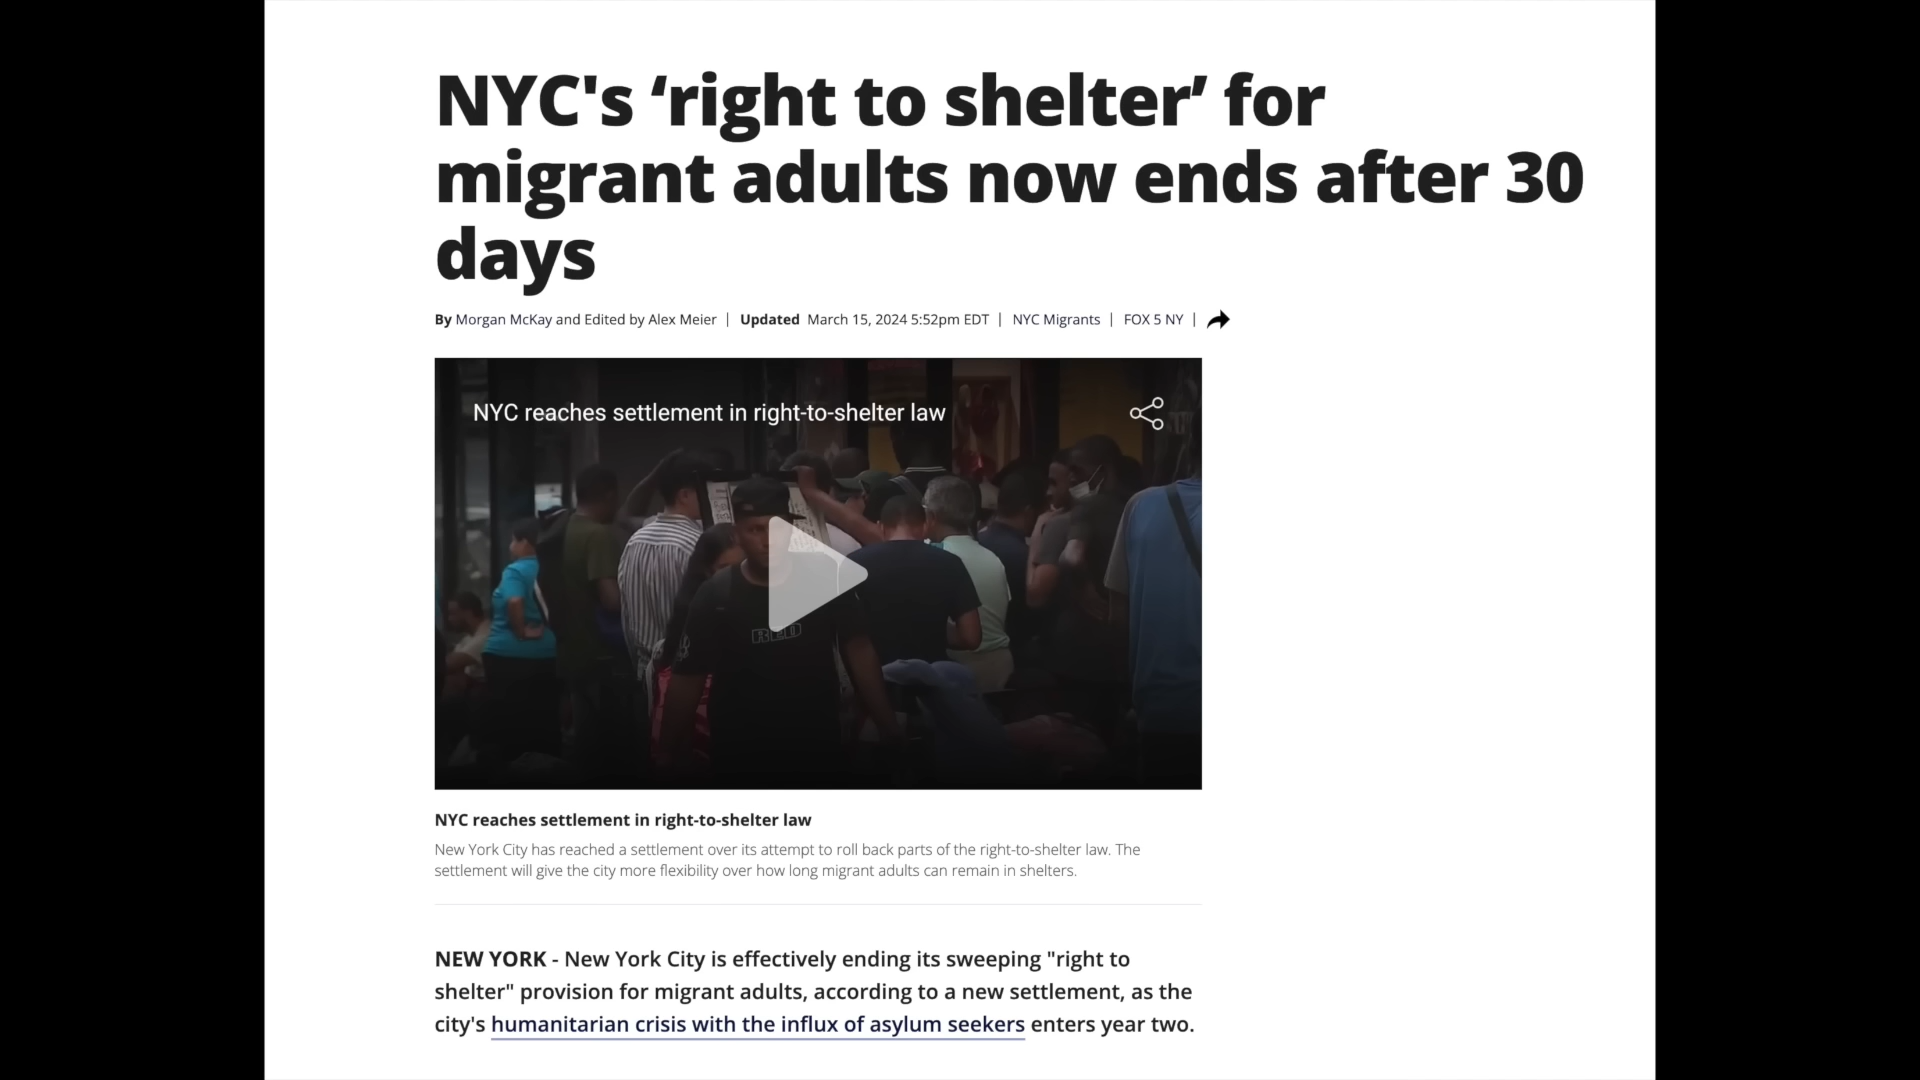 NYC's ‘right to shelter’ for
migrant adults now ends after 30
days
By Morgan McKay and Edited by Alex Meier | Updated March 15, 2024 5:52pm EDT | NYC Migrants | FOX 5 NY |
NYC reaches settlement in right-to-shelter law
RED
NYC reaches settlement in right-to-shelter law
New York City has reached a settlement over its attempt to roll back parts of the right-to-shelter law. The
settlement will give the city more flexibility over how long migrant adults can remain in shelters.
NEW YORK - New York City is effectively ending its sweeping "right to
shelter" provision for migrant adults, according to a new settlement, as the
city's humanitarian crisis with the influx of asylum seekers enters year two.